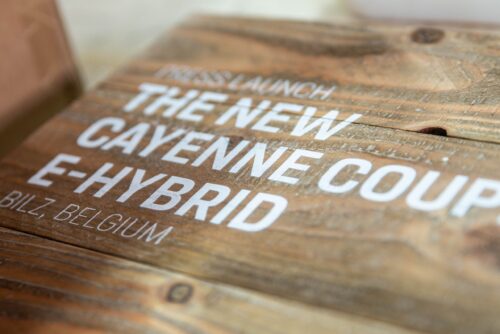 PRESS LAUNCH
THE NEW
CAYENNE COUP
E-HYBRID
BILZ, BELGIUM